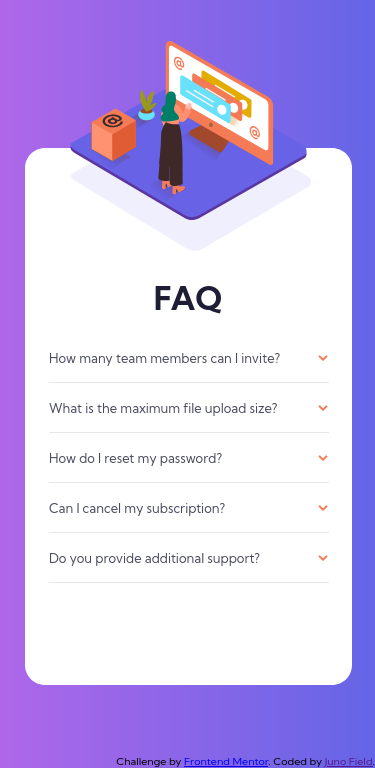 @
@
@
FAQ
How many team members can I invite?
What is the maximum file upload size?
How do I reset my password?
Can I cancel my subscription?
Do you provide additional support?
Challenge by Frontend Mentor. Coded by Juno Field.